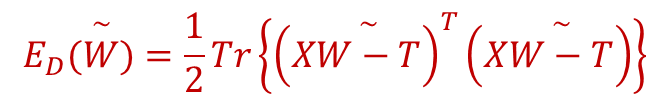 E_D(W̃) = 1/2 Tr{(XW ~ − T)^T (XW ~ − T)}